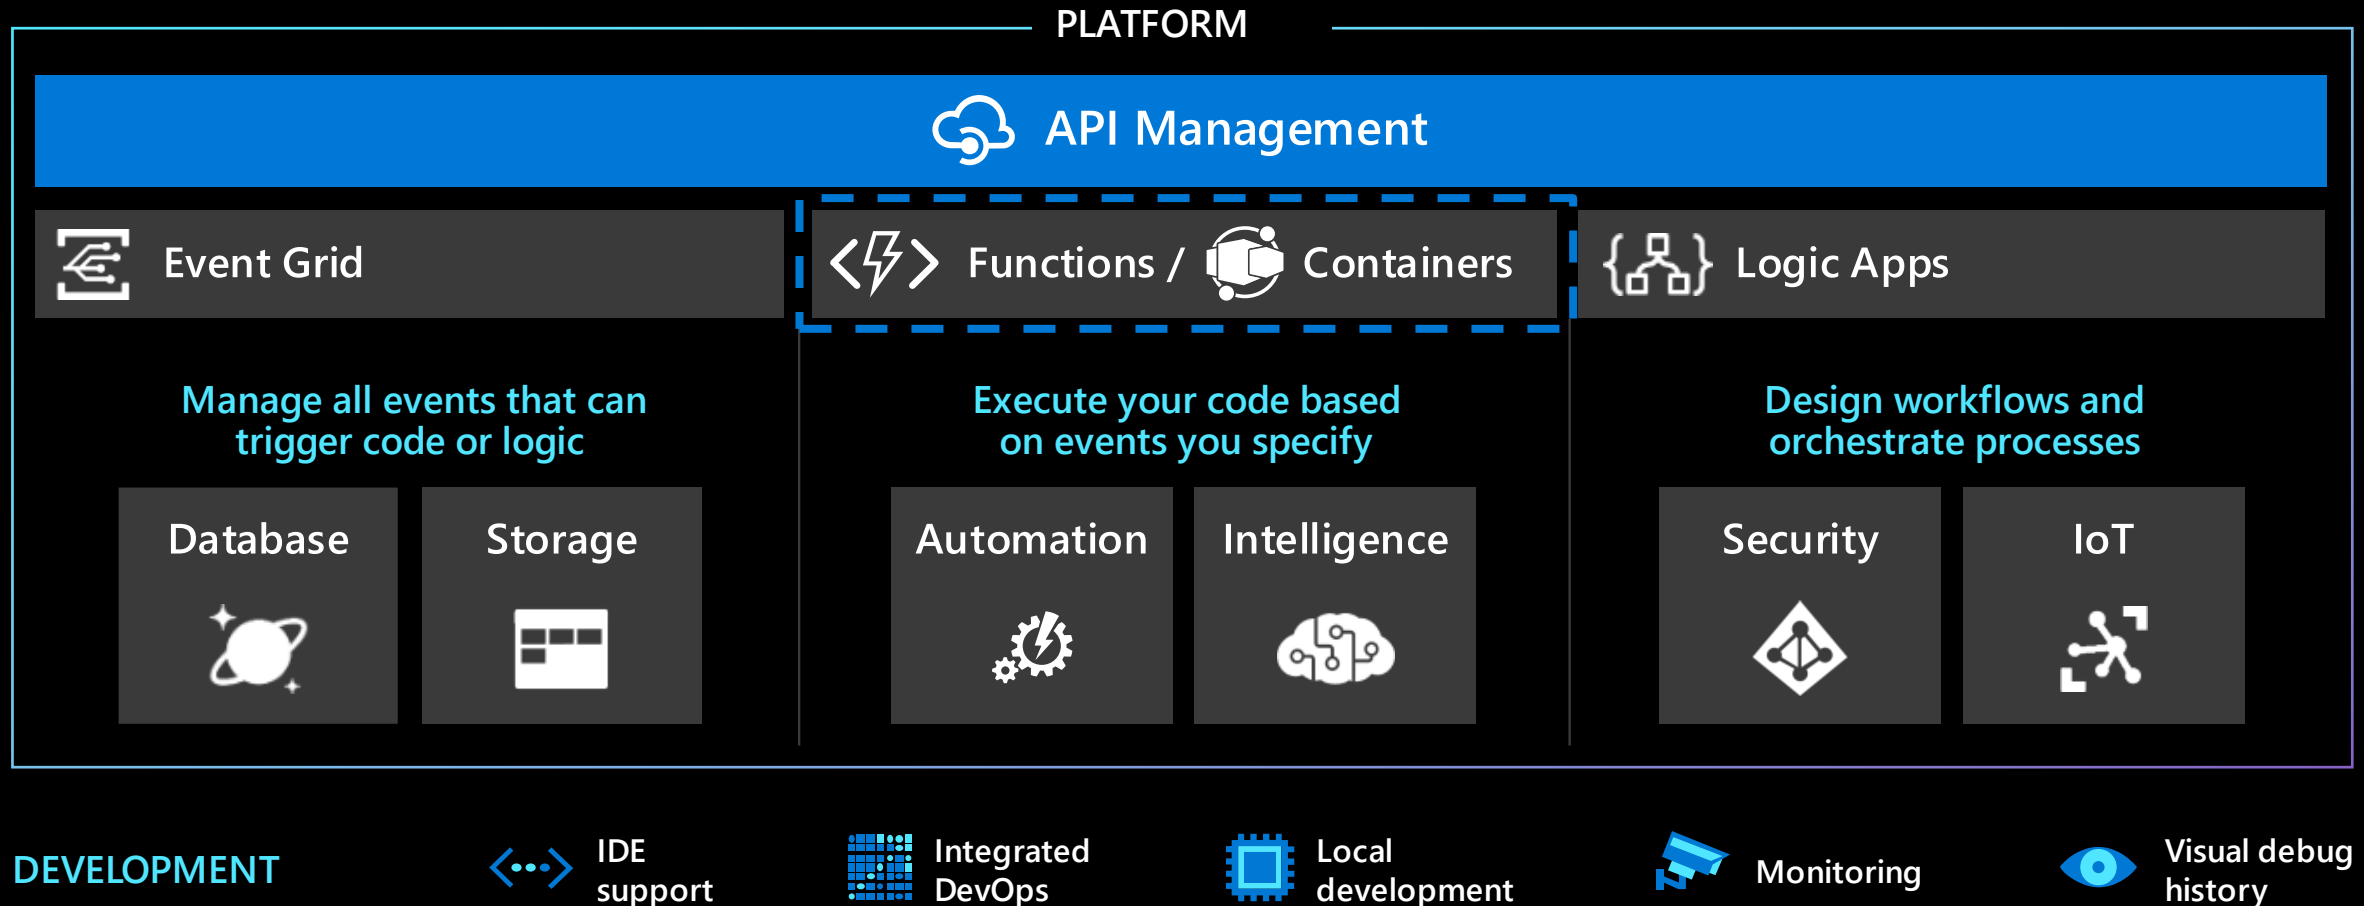 PLATFORM
API Management
Event Grid
Functions / Containers
Logic Apps
Manage all events that can
trigger code or logic
Execute your code based
on events you specify
Design workflows and
orchestrate processes
Database
Storage
Automation
Intelligence
Security
IoT
DEVELOPMENT
IDE
support
Integrated
DevOps
Local
development
Monitoring
Visual debug
history